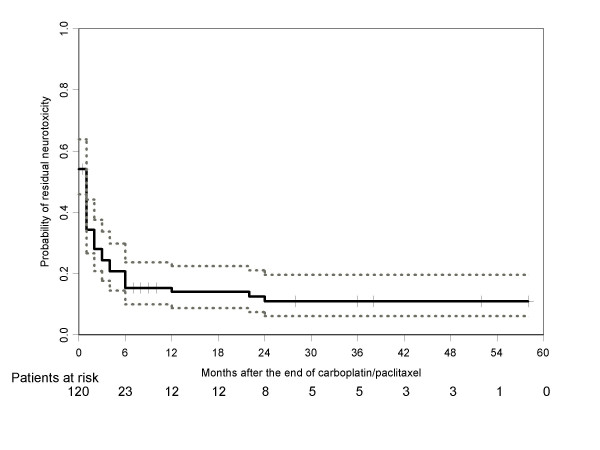 1.0
0.8
0.6
0.4
0.2
0.0
Probability of residual neurotoxicity
0 6 12 18 24 30 36 42 48 54 60
Months after the end of carboplatin/paclitaxel
Patients at risk
120 23 12 12 8 5 5 3 3 1 0